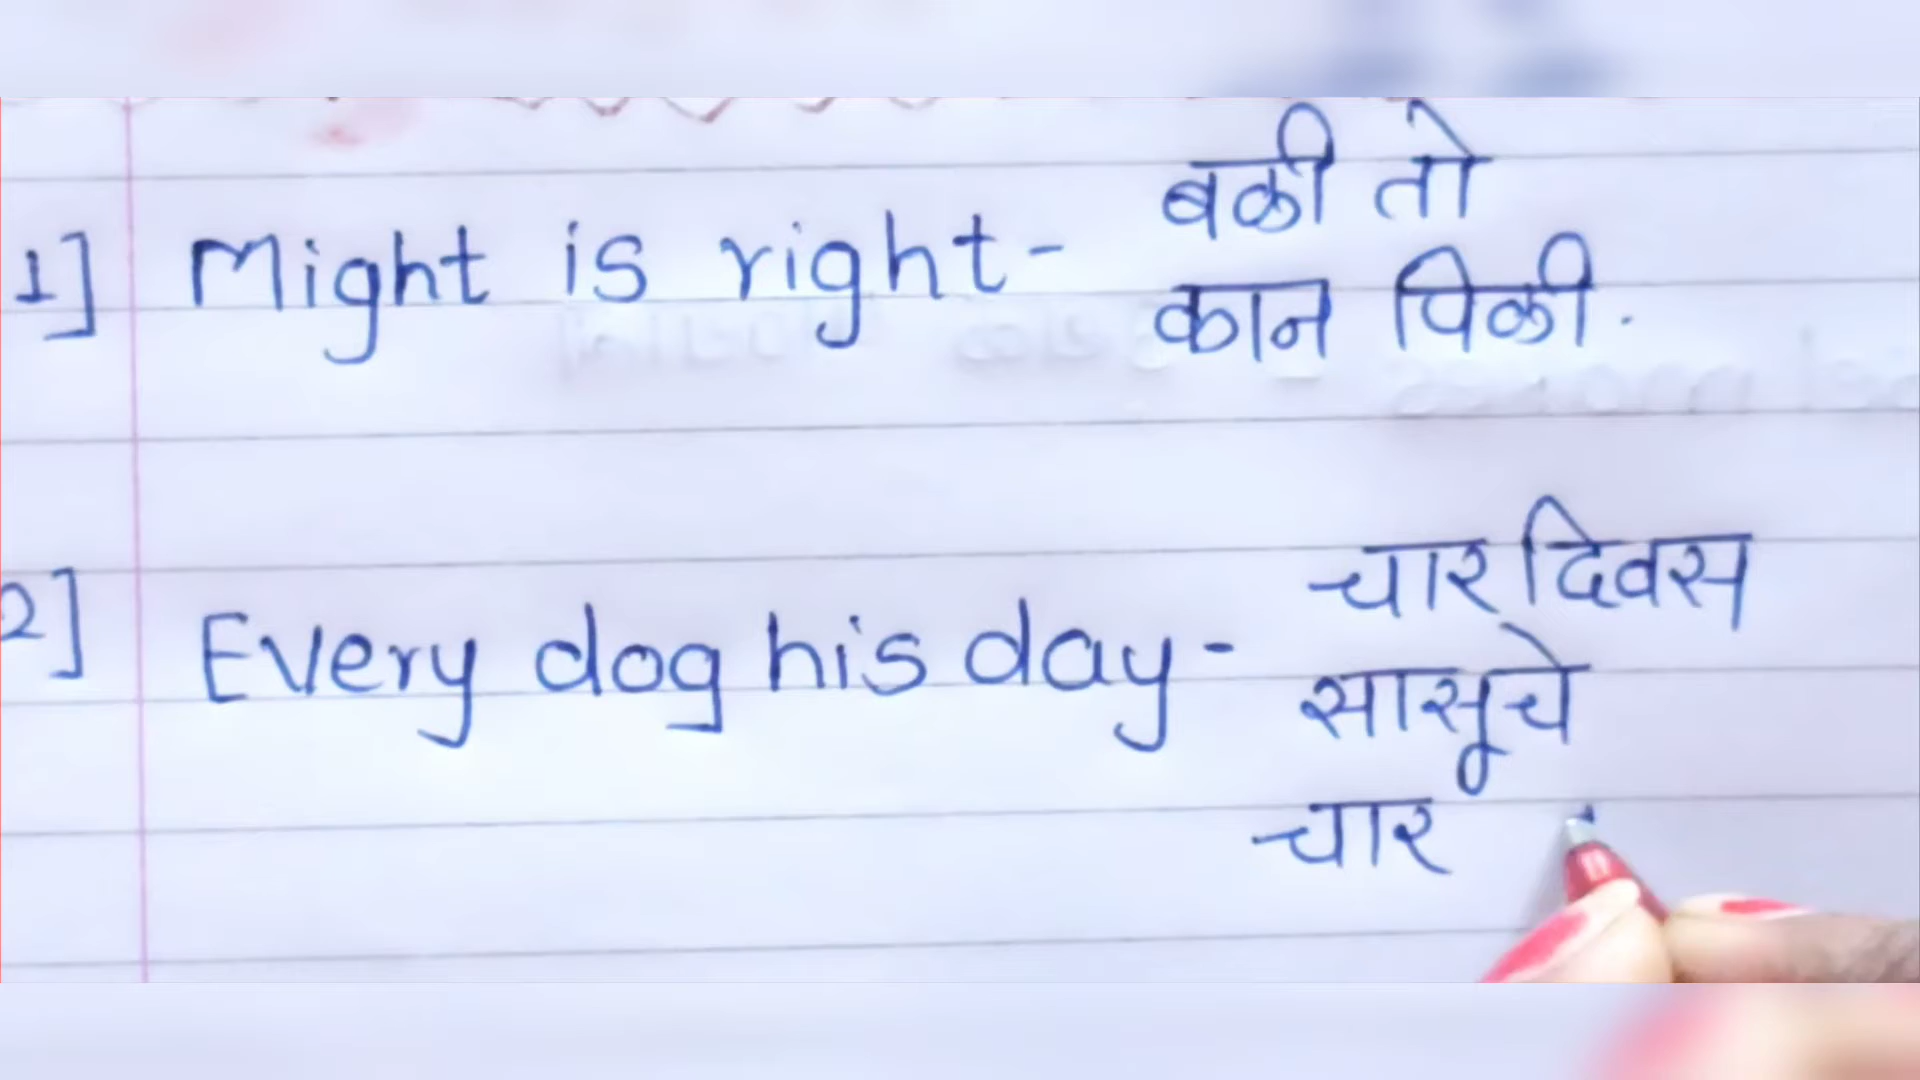 1] Might is right- बळी तो
कान पिळी.
2] Every dog his day- चार दिवस
सासूचे
चार